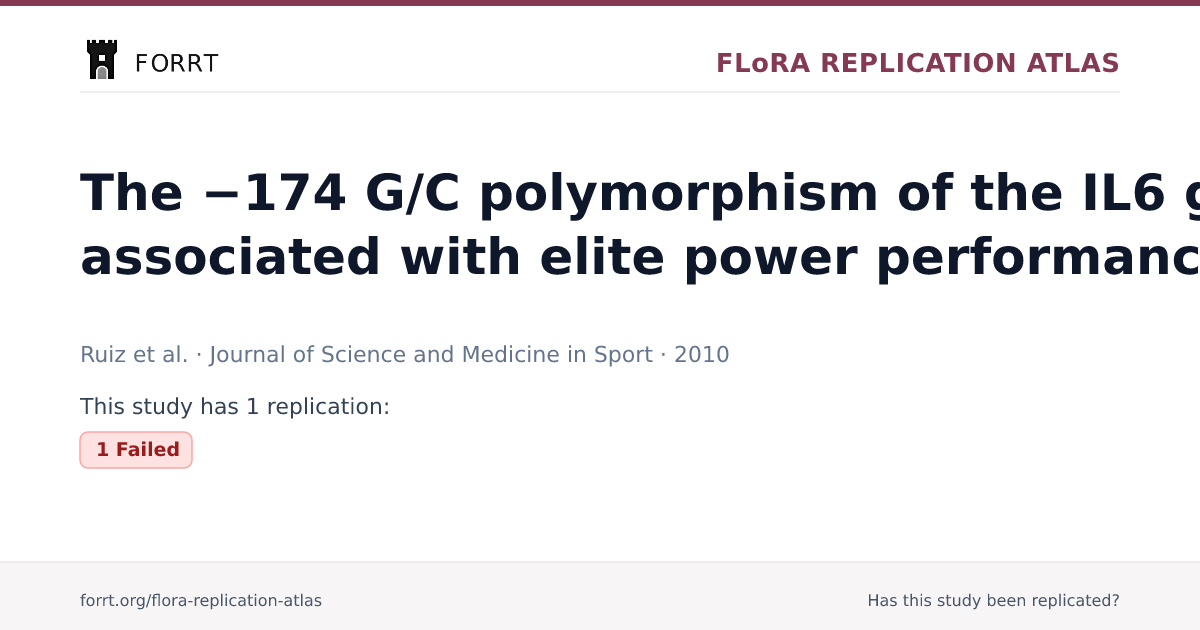 FORRT
FLoRA REPLICATION ATLAS
The −174 G/C polymorphism of the IL6 g
associated with elite power performanc
Ruiz et al. · Journal of Science and Medicine in Sport · 2010
This study has 1 replication:
1 Failed
forrt.org/flora-replication-atlas
Has this study been replicated?